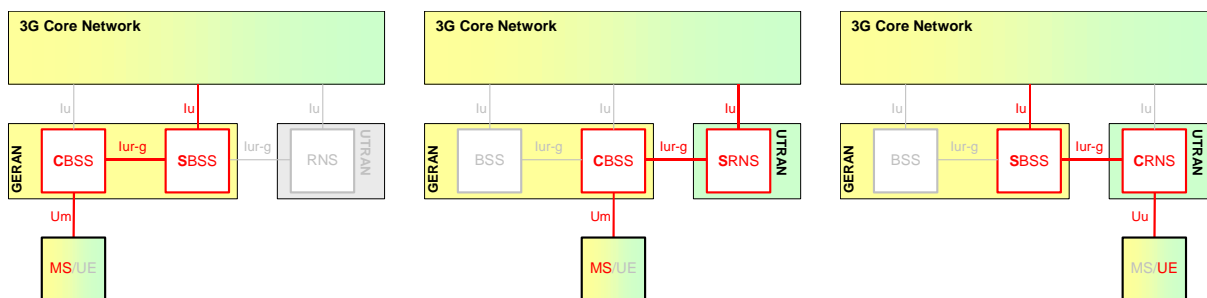 3G Core Network
Iu
Iu
Iu
GERAN
CBSS
Iur-g
SBSS
Iur-g
RNS
UTRAN
Um
MS/UE
3G Core Network
Iu
Iu
Iu
GERAN
BSS
Iur-g
CBSS
Iur-g
SRNS
UTRAN
Um
MS/UE
3G Core Network
Iu
Iu
Iu
GERAN
BSS
Iur-g
SBSS
Iur-g
CRNS
UTRAN
Uu
MS/UE